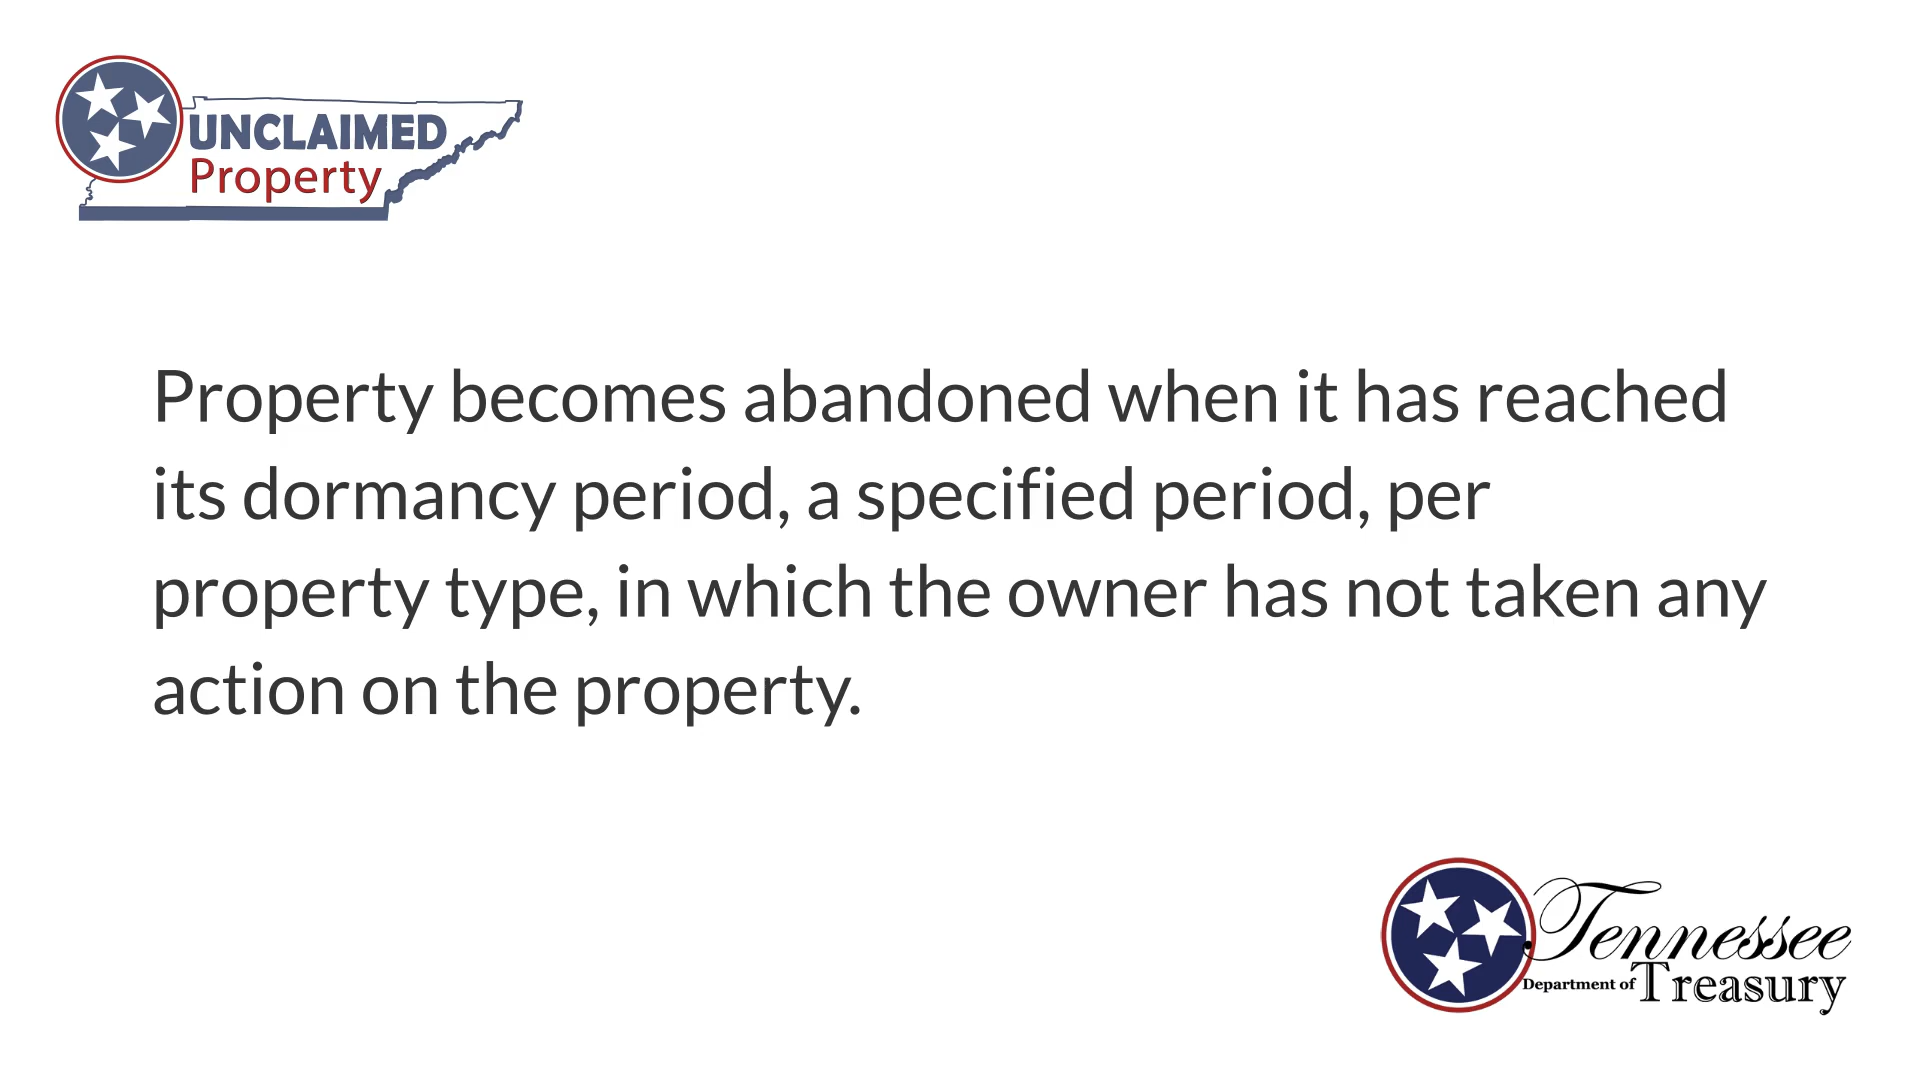 UNCLAIMED
Property
Property becomes abandoned when it has reached
its dormancy period, a specified period, per
property type, in which the owner has not taken any
action on the property.
Tennessee
Department of Treasury